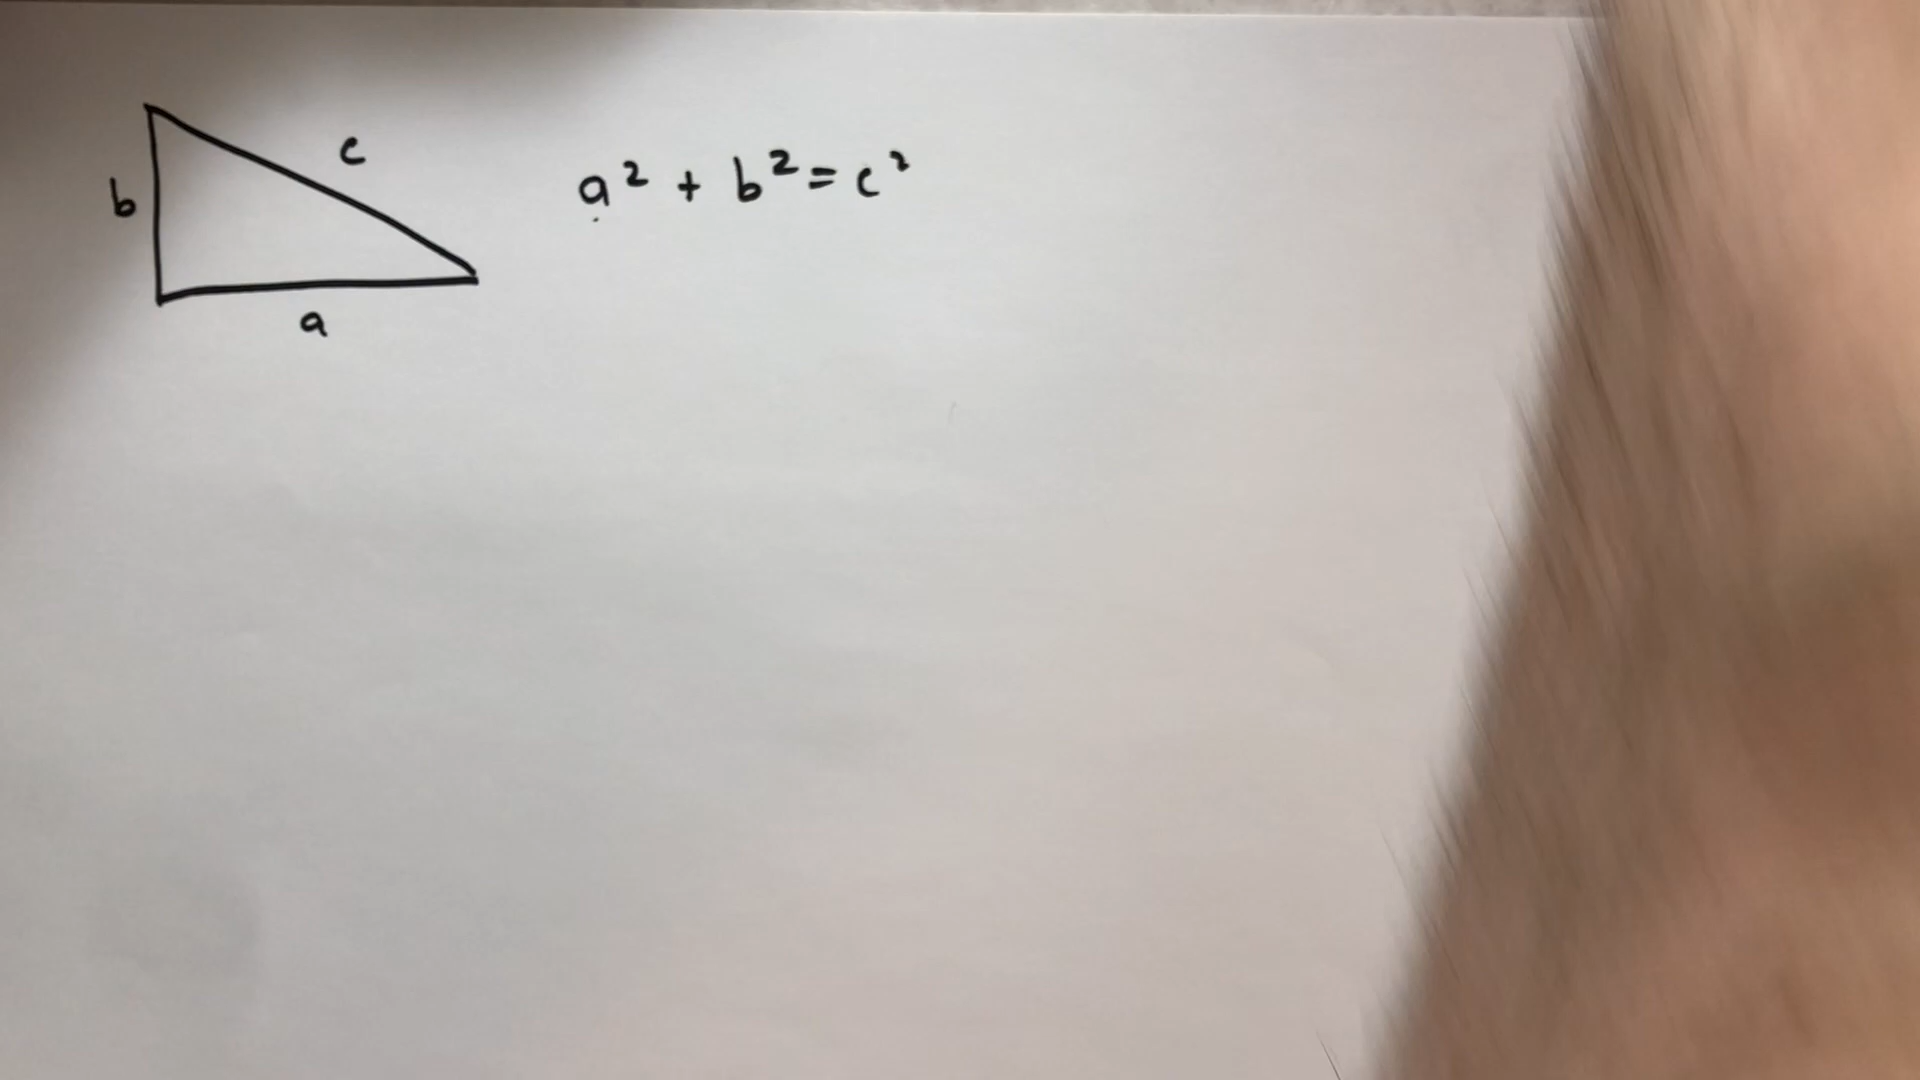 c
b
a² + b² = c²
a